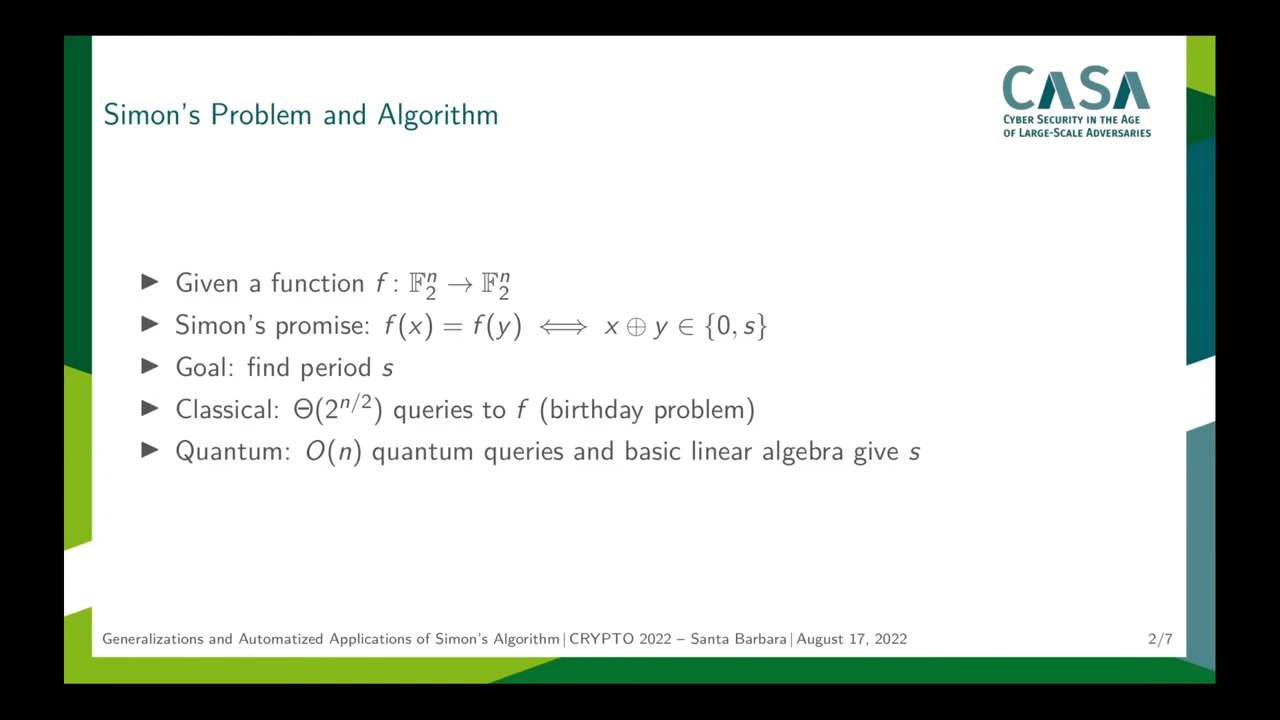 Simon's Problem and Algorithm
CASA
CYBER SECURITY IN THE AGE
OF LARGE-SCALE ADVERSARIES
▶ Given a function f : 𝔽₂ⁿ → 𝔽₂ⁿ
▶ Simon's promise: f(x) = f(y) ⟺ x ⊕ y ∈ {0, s}
▶ Goal: find period s
▶ Classical: Θ(2^{n/2}) queries to f (birthday problem)
▶ Quantum: O(n) quantum queries and basic linear algebra give s
Generalizations and Automatized Applications of Simon's Algorithm | CRYPTO 2022 – Santa Barbara | August 17, 2022 2/7